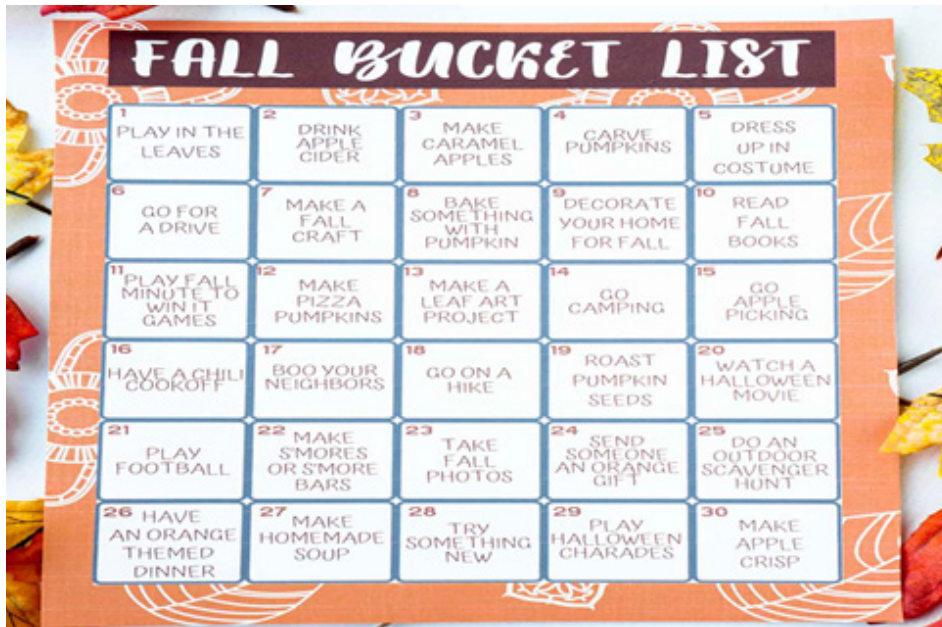 FALL BUCKET LIST
1
PLAY IN THE
LEAVES
2
DRINK
APPLE
CIDER
3
MAKE
CARAMEL
APPLES
4
CARVE
PUMPKINS
5
DRESS
UP IN
COSTUME
6
GO FOR
A DRIVE
7
MAKE A
FALL
CRAFT
8
BAKE
SOMETHING
WITH
PUMPKIN
9
DECORATE
YOUR HOME
FOR FALL
10
READ
FALL
BOOKS
11
PLAY FALL
MINUTE TO
WIN IT
GAMES
12
MAKE
PIZZA
PUMPKINS
13
MAKE A
LEAF ART
PROJECT
14
GO
CAMPING
15
GO
APPLE
PICKING
16
HAVE A CHILI
COOKOFF
17
BOO YOUR
NEIGHBORS
18
GO ON A
HIKE
19
ROAST
PUMPKIN
SEEDS
20
WATCH A
HALLOWEEN
MOVIE
21
PLAY
FOOTBALL
22
MAKE
S'MORES
OR S'MORE
BARS
23
TAKE
FALL
PHOTOS
24
SEND
SOMEONE
AN ORANGE
GIFT
25
DO AN
OUTDOOR
SCAVENGER
HUNT
26
HAVE
AN ORANGE
THEMED
DINNER
27
MAKE
HOMEMADE
SOUP
28
TRY
SOMETHING
NEW
29
PLAY
HALLOWEEN
CHARADES
30
MAKE
APPLE
CRISP